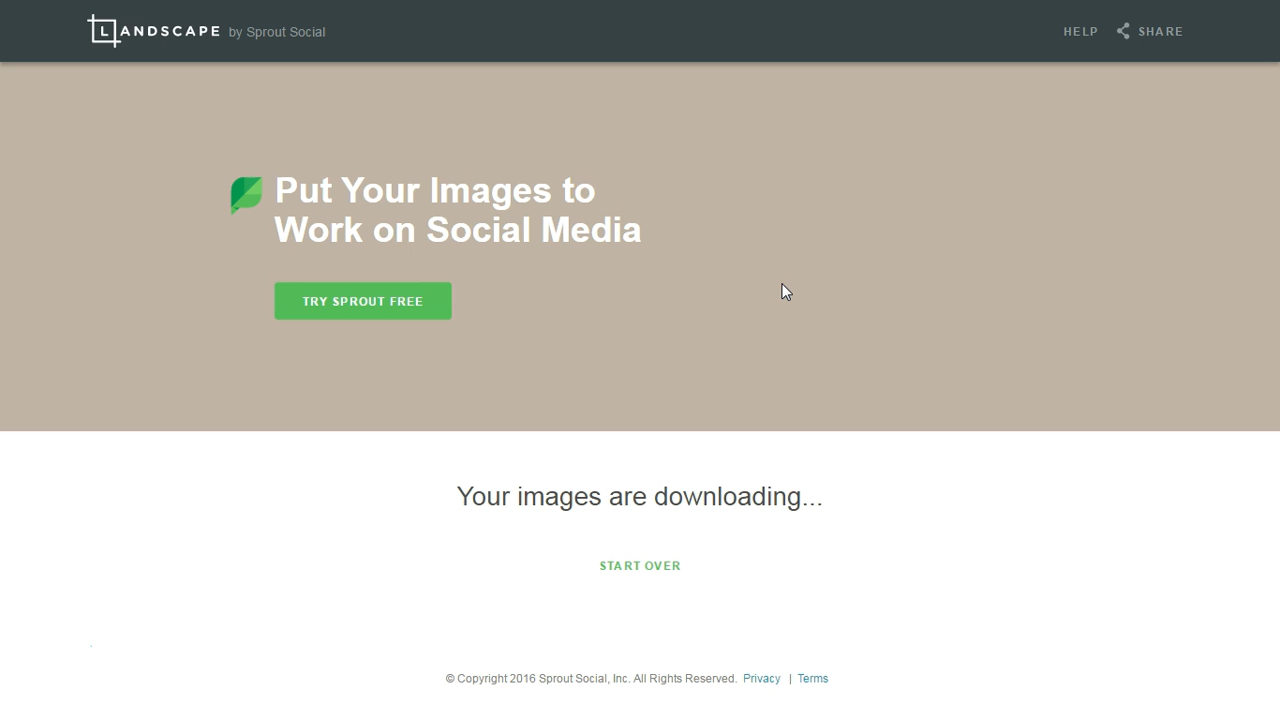 LANDSCAPE by Sprout Social
HELP SHARE
Put Your Images to
Work on Social Media
TRY SPROUT FREE
Your images are downloading...
START OVER
© Copyright 2016 Sprout Social, Inc. All Rights Reserved. Privacy | Terms